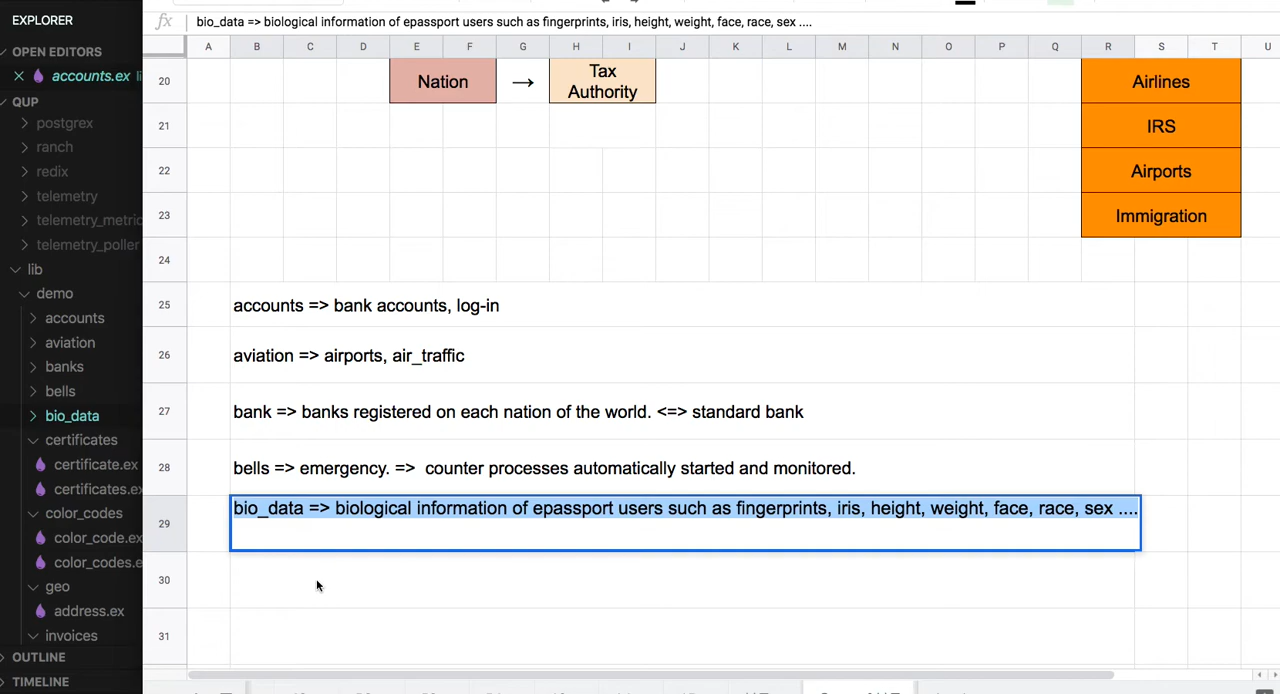 EXPLORER
OPEN EDITORS
accounts.ex
QUP
postgrex
ranch
redix
telemetry
telemetry_metric
telemetry_poller
lib
demo
accounts
aviation
banks
bells
bio_data
certificates
certificate.ex
certificates.ex
color_codes
color_code.ex
color_codes.e
geo
address.ex
invoices
OUTLINE
TIMELINE
fx bio_data => biological information of epassport users such as fingerprints, iris, height, weight, face, race, sex ....
A B C D E F G H I J K L M N O P Q R S T U
20 Nation → Tax Authority Airlines
21 IRS
22 Airports
23 Immigration
24
25 accounts => bank accounts, log-in
26 aviation => airports, air_traffic
27 bank => banks registered on each nation of the world. <=> standard bank
28 bells => emergency. => counter processes automatically started and monitored.
29 bio_data => biological information of epassport users such as fingerprints, iris, height, weight, face, race, sex ....
30
31